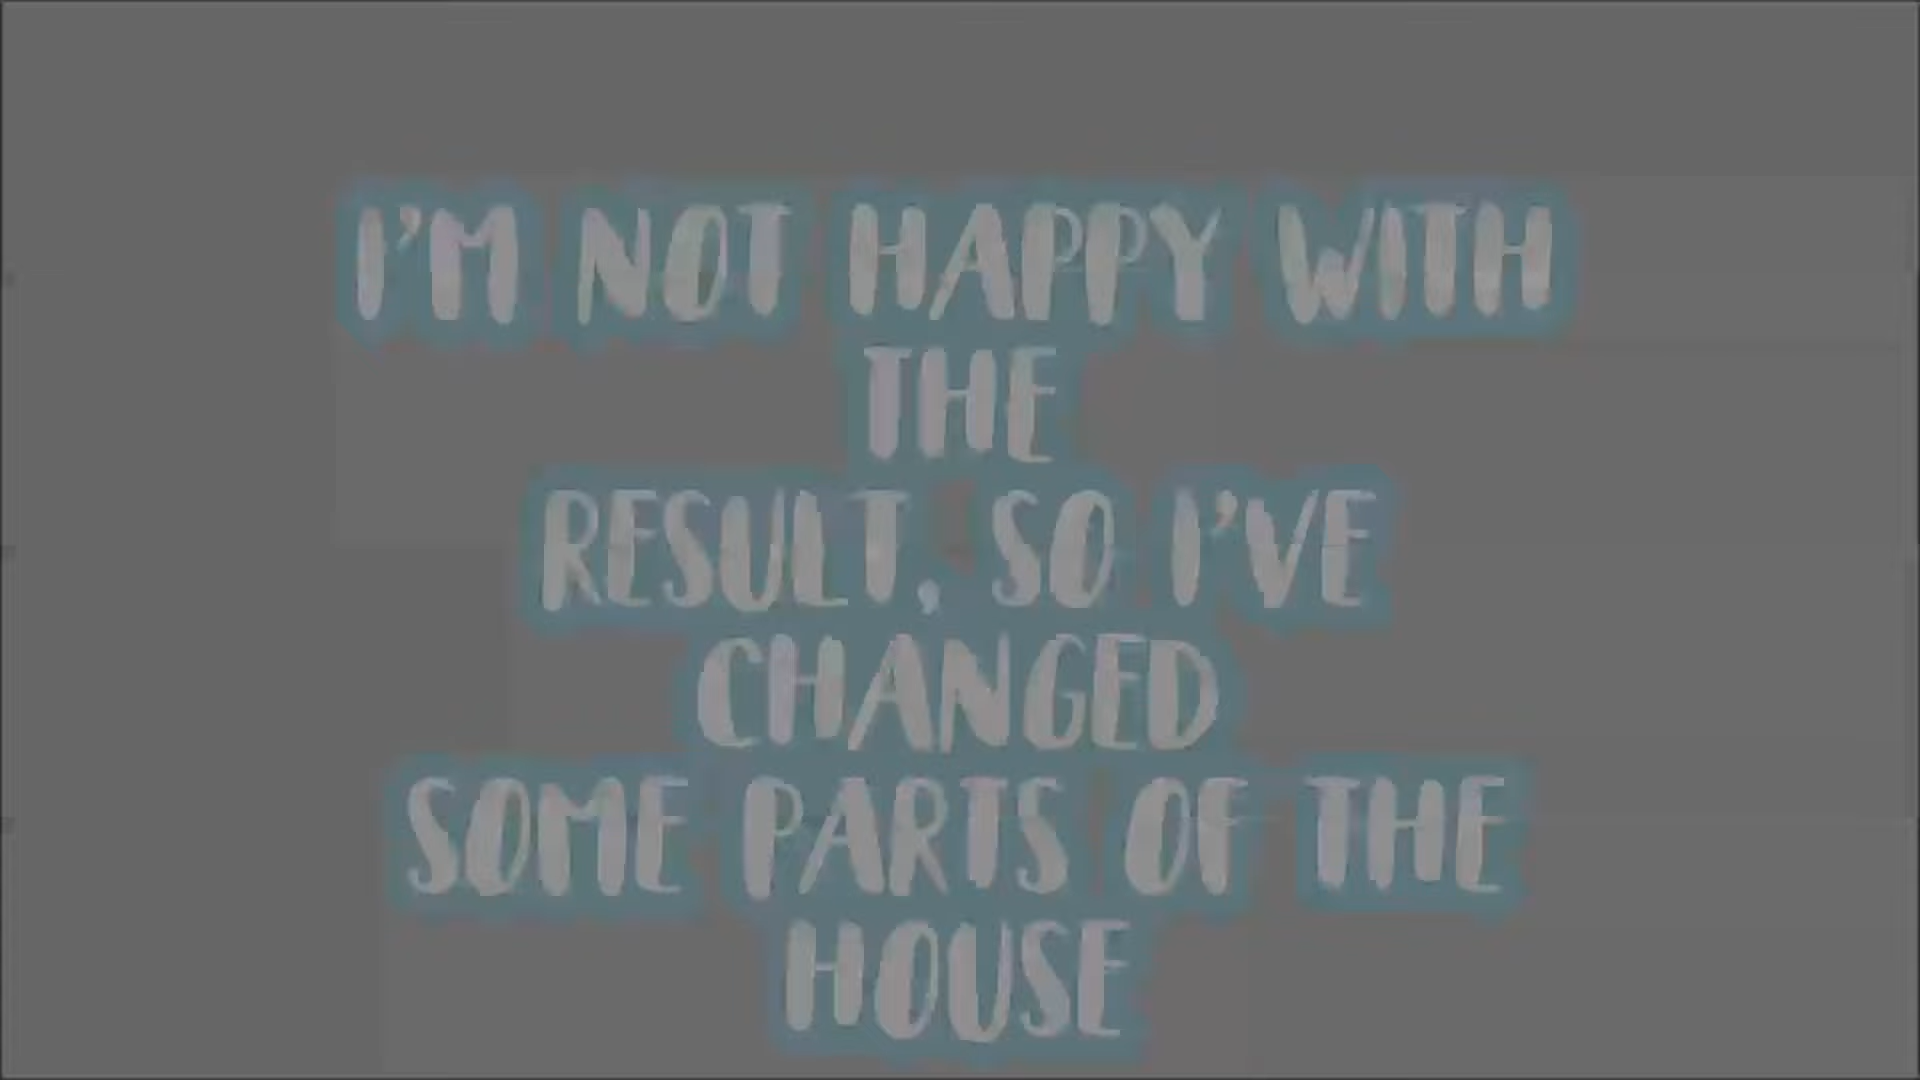 I'M NOT HAPPY WITH
THE
RESULT, SO I'VE
CHANGED
SOME PARTS OF THE
HOUSE